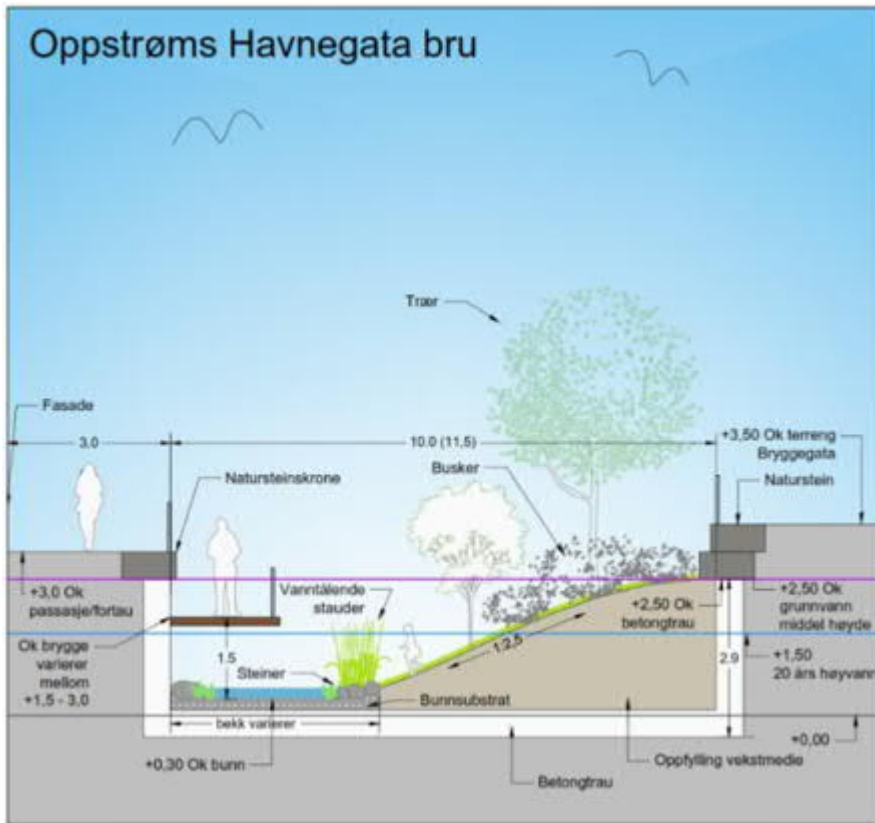 Oppstrøms Havnegata bru
Trær
Fasade
3.0
10.0 (11,5)
+3,50 Ok terreng
Bryggegata
Busker
Naturstein
Natursteinskrone
+3,0 Ok
passasje/fortau
Vanntålende
stauder
+2,50 Ok
betongtrau
+2,50 Ok
grunnvann
middel høyde
Ok brygge
varierer
mellom
+1,5 - 3,0
1.5
Steiner
1:2,5
2.9
+1,50
20 års høyvann
Bunnsubstrat
bekk varierer
+0,00
+0,30 Ok bunn
Oppfylling vekstmedie
Betongtrau